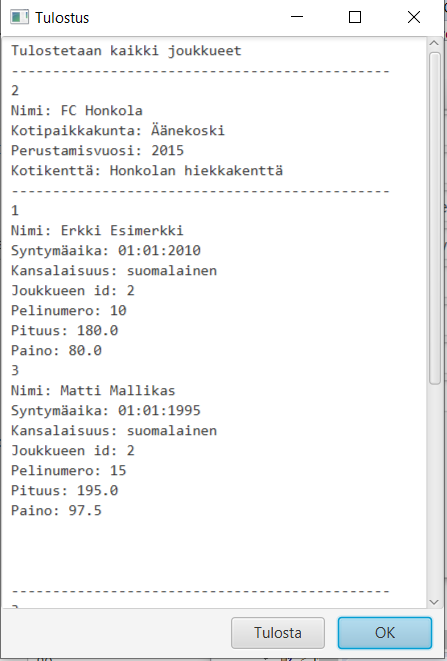 Tulostus
Tulostetaan kaikki joukkueet
------------------------------------------
2
Nimi: FC Honkola
Kotipaikkakunta: Äänekoski
Perustamisvuosi: 2015
Kotikenttä: Honkolan hiekkakenttä
------------------------------------------
1
Nimi: Erkki Esimerkki
Syntymäaika: 01:01:2010
Kansalaisuus: suomalainen
Joukkueen id: 2
Pelinumero: 10
Pituus: 180.0
Paino: 80.0
3
Nimi: Matti Mallikas
Syntymäaika: 01:01:1995
Kansalaisuus: suomalainen
Joukkueen id: 2
Pelinumero: 15
Pituus: 195.0
Paino: 97.5
------------------------------------------
Tulosta
OK